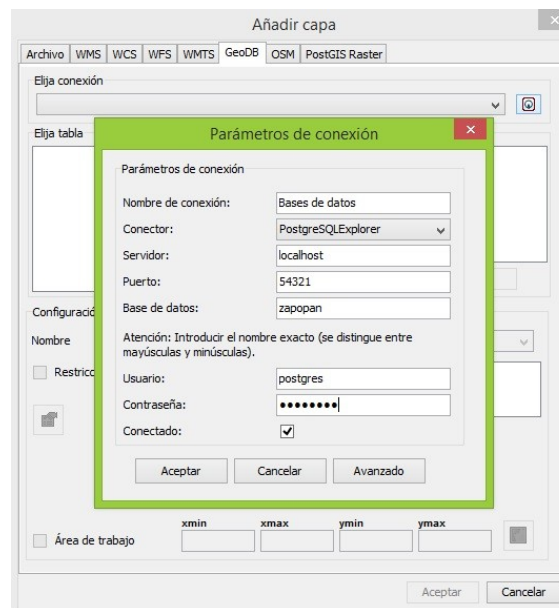 Añadir capa
Archivo WMS WCS WFS WMTS GeoDB OSM PostGIS Raster
Elija conexión
Elija tabla
Parámetros de conexión
Parámetros de conexión
Nombre de conexión: Bases de datos
Conector: PostgreSQLExplorer
Servidor: localhost
Puerto: 54321
Base de datos: zapopan
Atención: Introducir el nombre exacto (se distingue entre
mayúsculas y minúsculas).
Usuario: postgres
Contraseña: ●●●●●●●●
Conectado:
Aceptar Cancelar Avanzado
Nombre
Área de trabajo
xmin xmax ymin ymax
Aceptar Cancelar